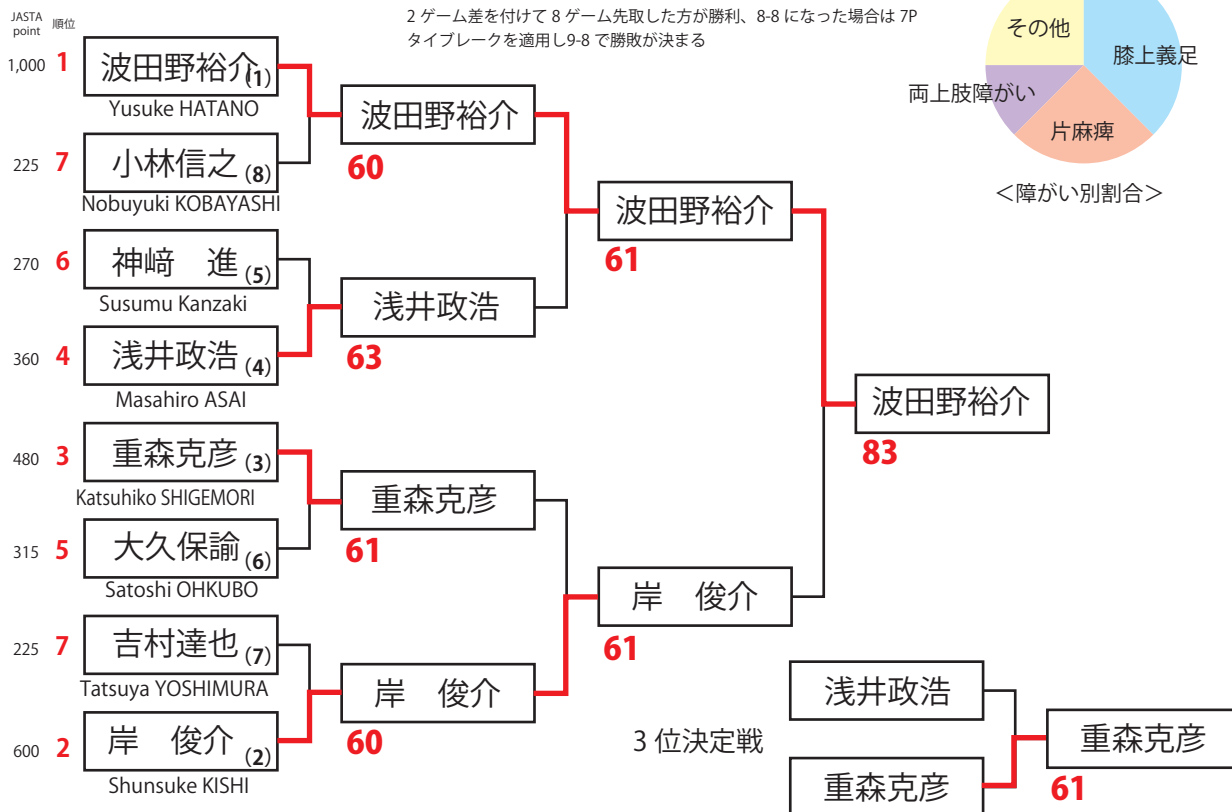 2 ゲーム差を付けて 8 ゲーム先取した方が勝利、8-8 になった場合は 7P
タイブレークを適用し9-8 で勝敗が決まる
JASTA
point
順位
1,000 1 波田野裕介(1)
Yusuke HATANO
225 7 小林信之(8)
Nobuyuki KOBAYASHI
270 6 神﨑 進(5)
Susumu Kanzaki
360 4 浅井政浩(4)
Masahiro ASAI
480 3 重森克彦(3)
Katsuhiko SHIGEMORI
315 5 大久保諭(6)
Satoshi OHKUBO
225 7 吉村達也(7)
Tatsuya YOSHIMURA
600 2 岸 俊介(2)
Shunsuke KISHI
波田野裕介
60
浅井政浩
63
重森克彦
61
岸 俊介
60
波田野裕介
61
岸 俊介
61
波田野裕介
83
3 位決定戦
浅井政浩
重森克彦
重森克彦
61
その他
膝上義足
両上肢障がい
片麻痺
＜障がい別割合＞